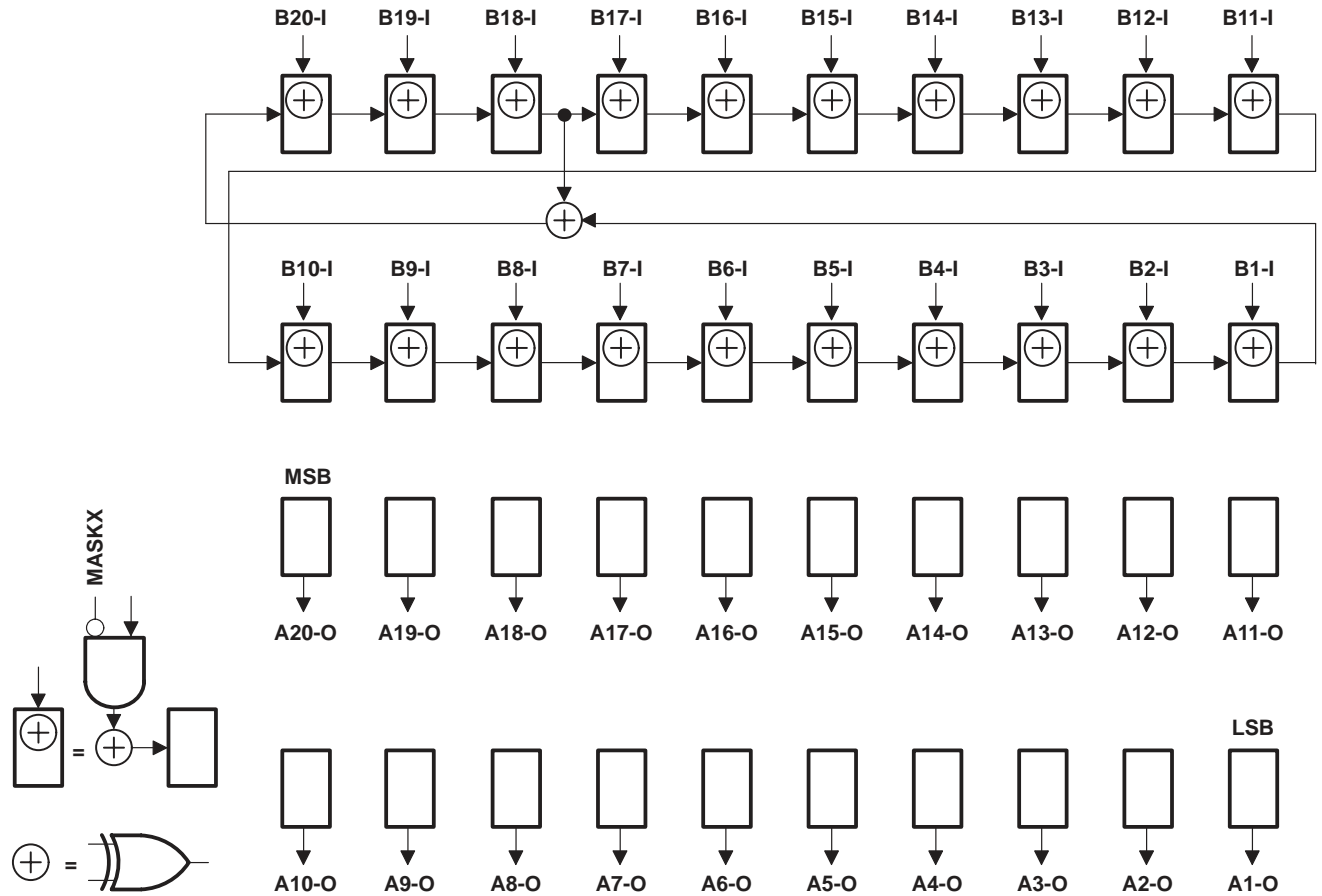 B20-I B19-I B18-I B17-I B16-I B15-I B14-I B13-I B12-I B11-I
B10-I B9-I B8-I B7-I B6-I B5-I B4-I B3-I B2-I B1-I
MSB
MASKX
A20-O A19-O A18-O A17-O A16-O A15-O A14-O A13-O A12-O A11-O
LSB
=
=
A10-O A9-O A8-O A7-O A6-O A5-O A4-O A3-O A2-O A1-O